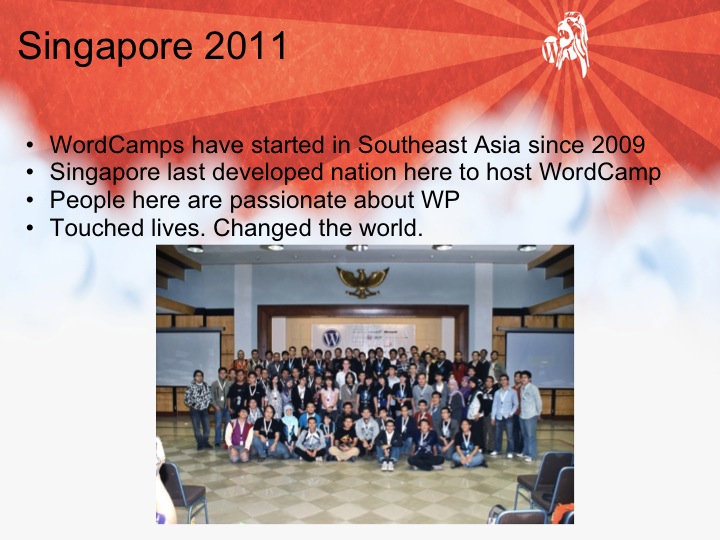 Singapore 2011
• WordCamps have started in Southeast Asia since 2009
• Singapore last developed nation here to host WordCamp
• People here are passionate about WP
• Touched lives. Changed the world.